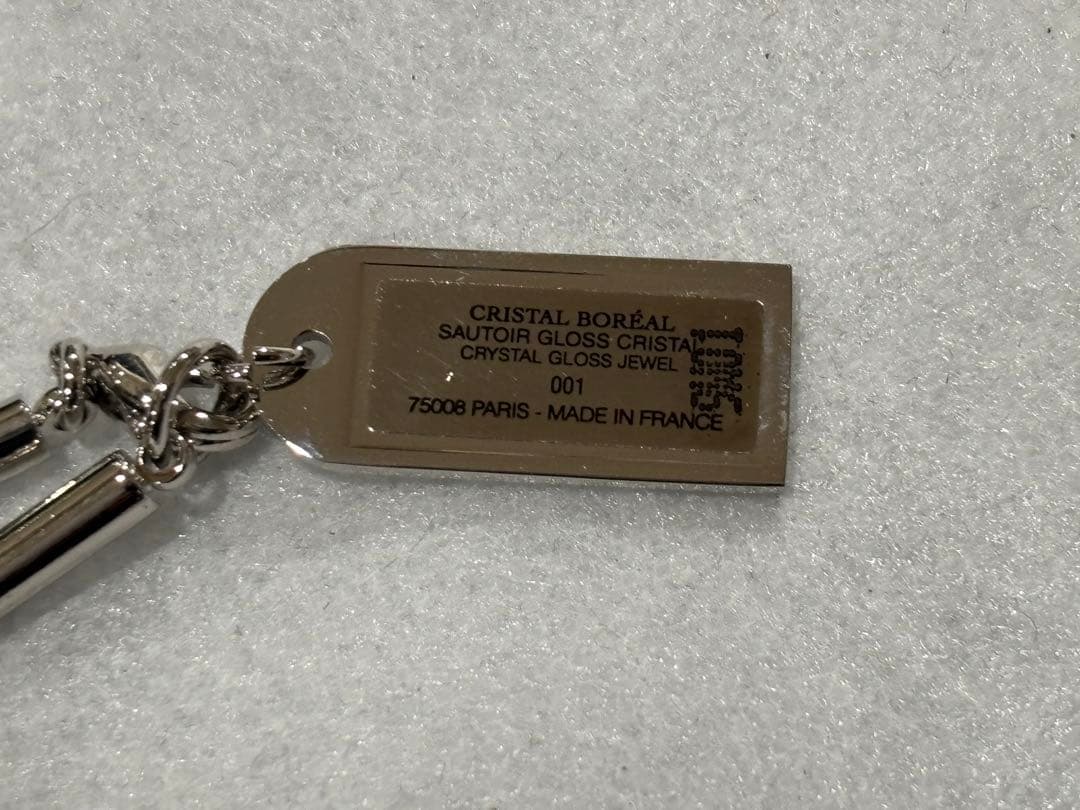 CRISTAL BORÉAL
SAUTOIR GLOSS CRISTAL
CRYSTAL GLOSS JEWEL
001
75008 PARIS - MADE IN FRANCE